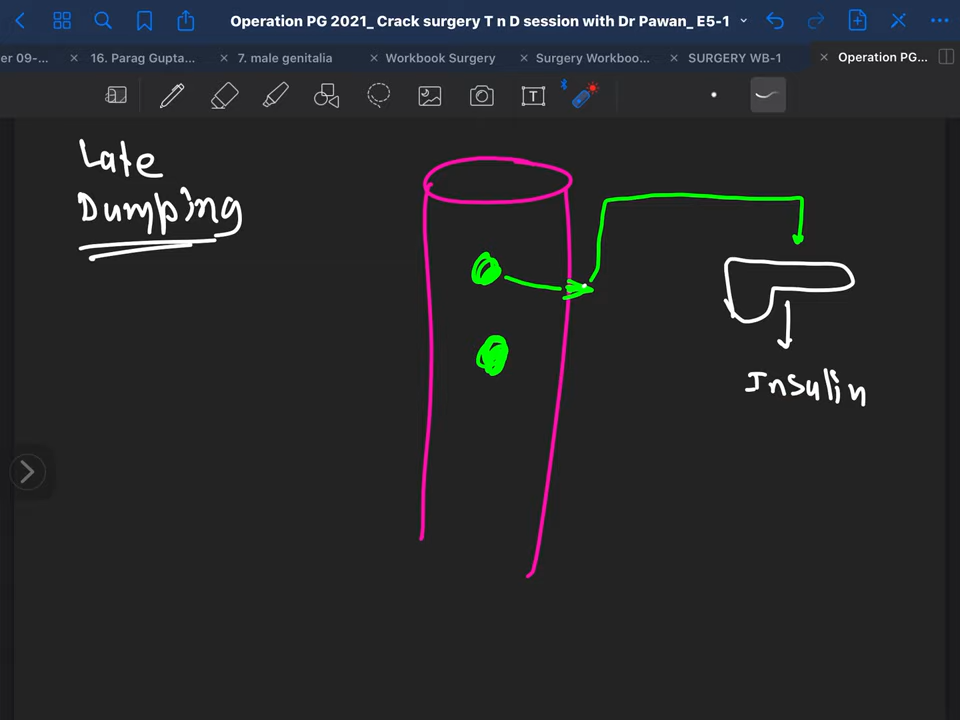 Operation PG 2021_ Crack surgery T n D session with Dr Pawan_ E5-1
er 09-...
16. Parag Gupta...
7. male genitalia
Workbook Surgery
Surgery Workboo...
SURGERY WB-1
Operation PG...
T
Late
Dumping
Insulin